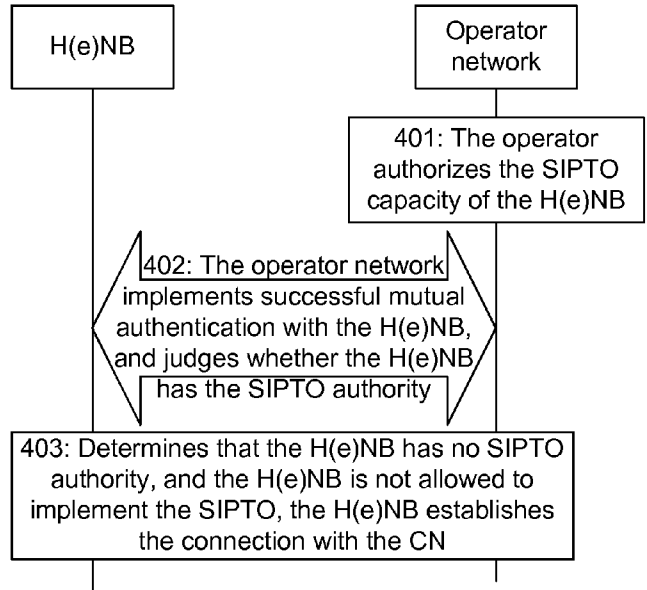 H(e)NB
Operator
network
401: The operator
authorizes the SIPTO
capacity of the H(e)NB
402: The operator network
implements successful mutual
authentication with the H(e)NB,
and judges whether the H(e)NB
has the SIPTO authority
403: Determines that the H(e)NB has no SIPTO
authority, and the H(e)NB is not allowed to
implement the SIPTO, the H(e)NB establishes
the connection with the CN